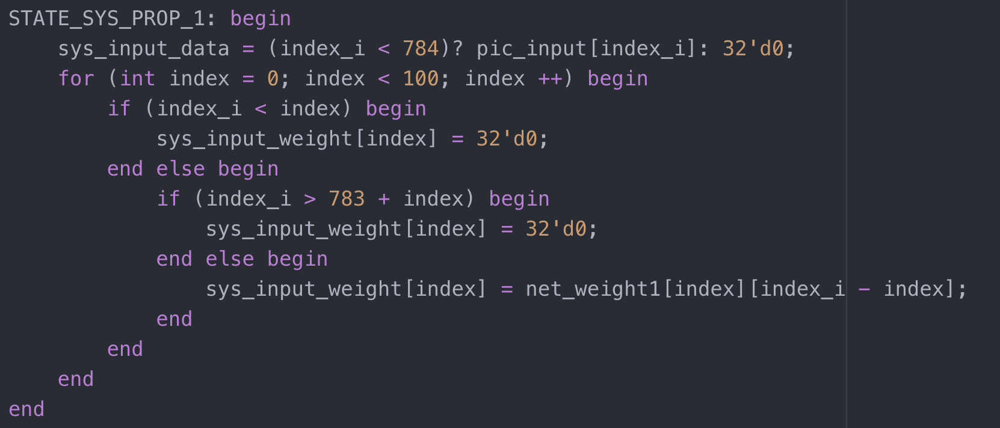 STATE_SYS_PROP_1: begin
    sys_input_data = (index_i < 784)? pic_input[index_i]: 32'd0;
    for (int index = 0; index < 100; index ++) begin
        if (index_i < index) begin
            sys_input_weight[index] = 32'd0;
        end else begin
            if (index_i > 783 + index) begin
                sys_input_weight[index] = 32'd0;
            end else begin
                sys_input_weight[index] = net_weight1[index][index_i - index];
            end
        end
    end
end